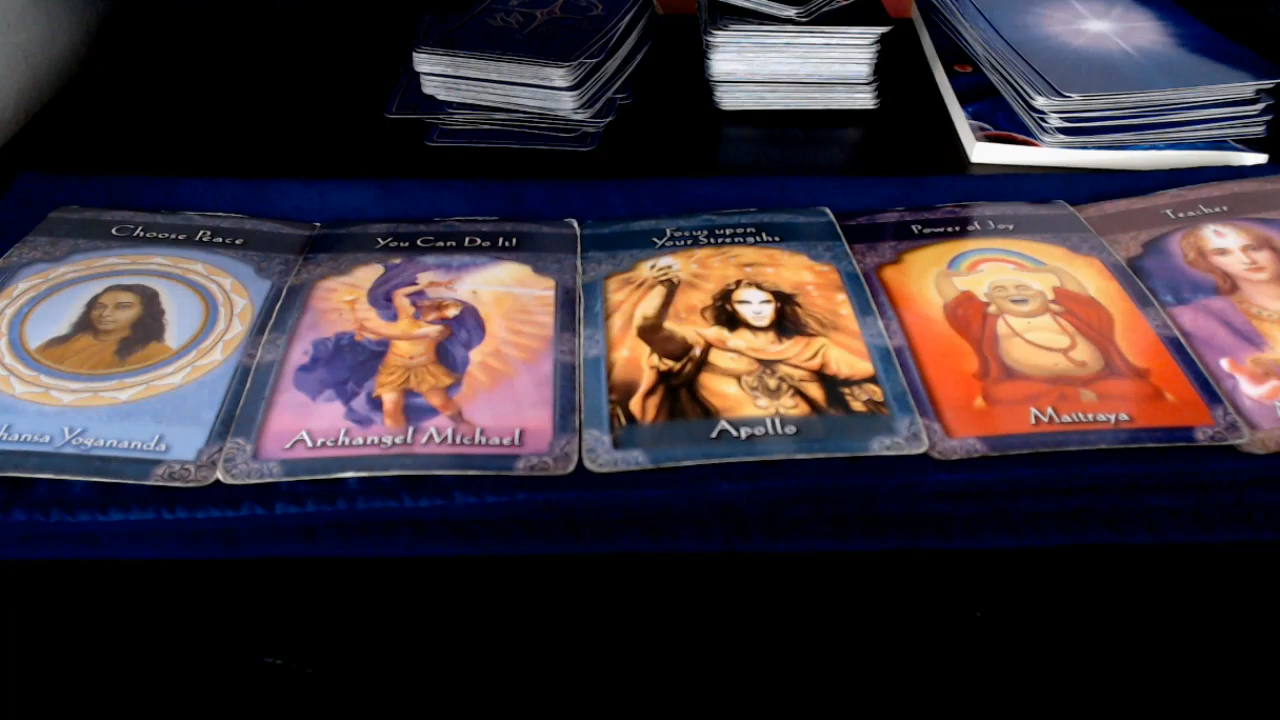 Choose Peace
hansa Yogananda
You Can Do It!
Archangel Michael
Focus upon
Your Strengths
Apollo
Power of Joy
Maitraya
Teacher